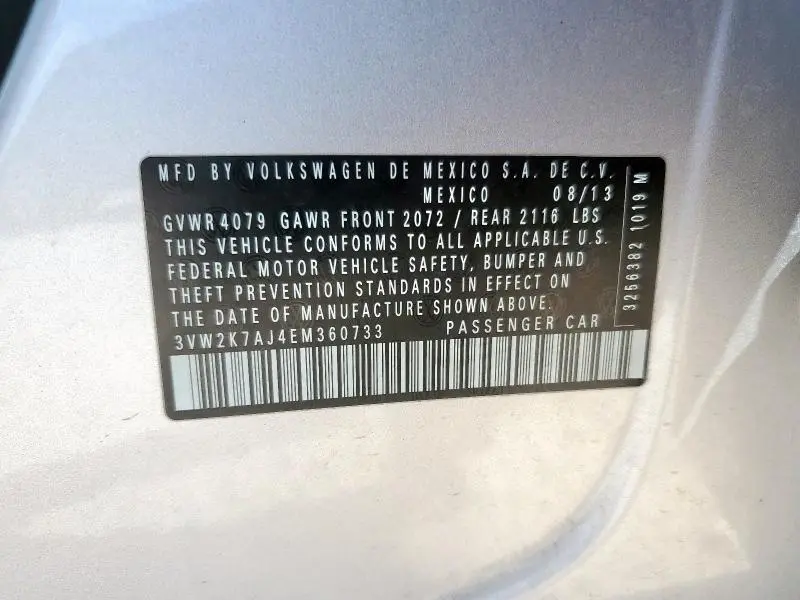 MFD BY VOLKSWAGEN DE MEXICO S.A. DE C.V.
MEXICO 08/13
GVWR 4079 GAWR FRONT 2072 / REAR 2116 LBS
THIS VEHICLE CONFORMS TO ALL APPLICABLE U.S.
FEDERAL MOTOR VEHICLE SAFETY, BUMPER AND
THEFT PREVENTION STANDARDS IN EFFECT ON
THE DATE OF MANUFACTURE SHOWN ABOVE.
3VW2K7AJ4EM360733 PASSENGER CAR
3256382 1019 M